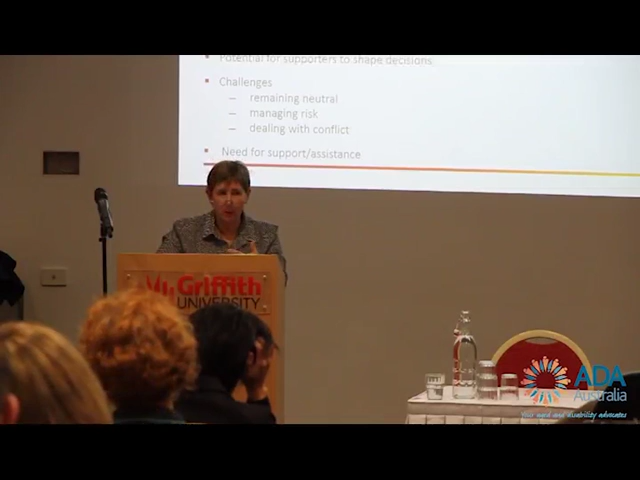 Potential for supporters to shape decisions
Challenges
remaining neutral
managing risk
dealing with conflict
Need for support/assistance
Griffith
UNIVERSITY
ADA
Australia
Your aged and disability advocates